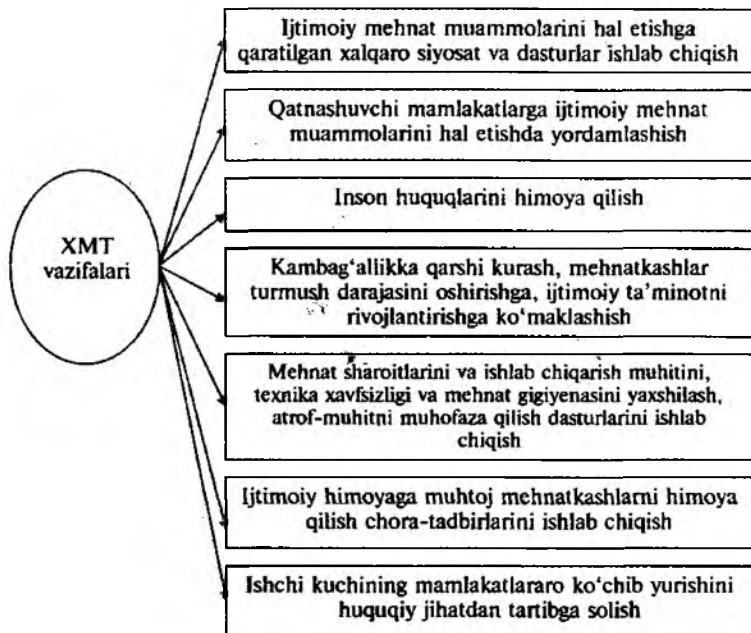 Ijtimoiy mehnat muammolarini hal etishga
qaratilgan xalqaro siyosat va dasturlar ishlab chiqish
Qatnashuvchi mamlakatlarga ijtimoiy mehnat
muammolarini hal etishda yordamlashish
Inson huquqlarini himoya qilish
XMT
vazifalari
Kambag‘allikka qarshi kurash, mehnatkashlar
turmush darajasini oshirishga, ijtimoiy ta’minotni
rivojlantirishga ko‘maklashish
Mehnat sharoitlarini va ishlab chiqarish muhitini,
texnika xavfsizligi va mehnat gigiyenasini yaxshilash,
atrof-muhitni muhofaza qilish dasturlarini ishlab
chiqish
Ijtimoiy himoyaga muhtoj mehnatkashlarni himoya
qilish chora-tadbirlarini ishlab chiqish
Ishchi kuchining mamlakatlararo ko‘chib yurishini
huquqiy jihatdan tartibga solish